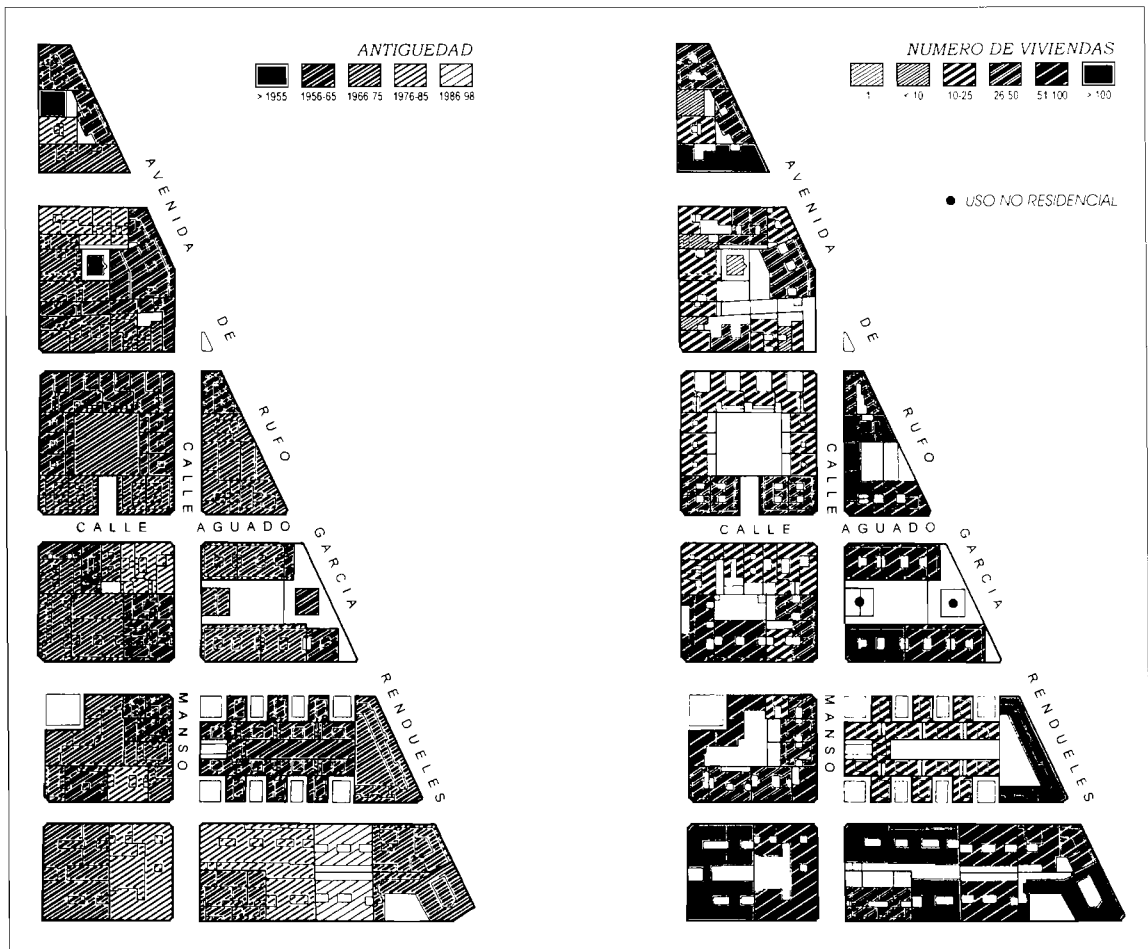 ANTIGUEDAD
> 1955 1956-65 1966 75 1976-85 1986 98
AVENIDA
DE
RUFO
GARCIA
RENDUELES
CALLE
MANSO
CALLE AGUADO
NUMERO DE VIVIENDAS
1 < 10 10-25 26 50 51 100 > 100
● USO NO RESIDENCIAL
AVENIDA
DE
RUFO
GARCIA
RENDUELES
CALLE
MANSO
CALLE AGUADO